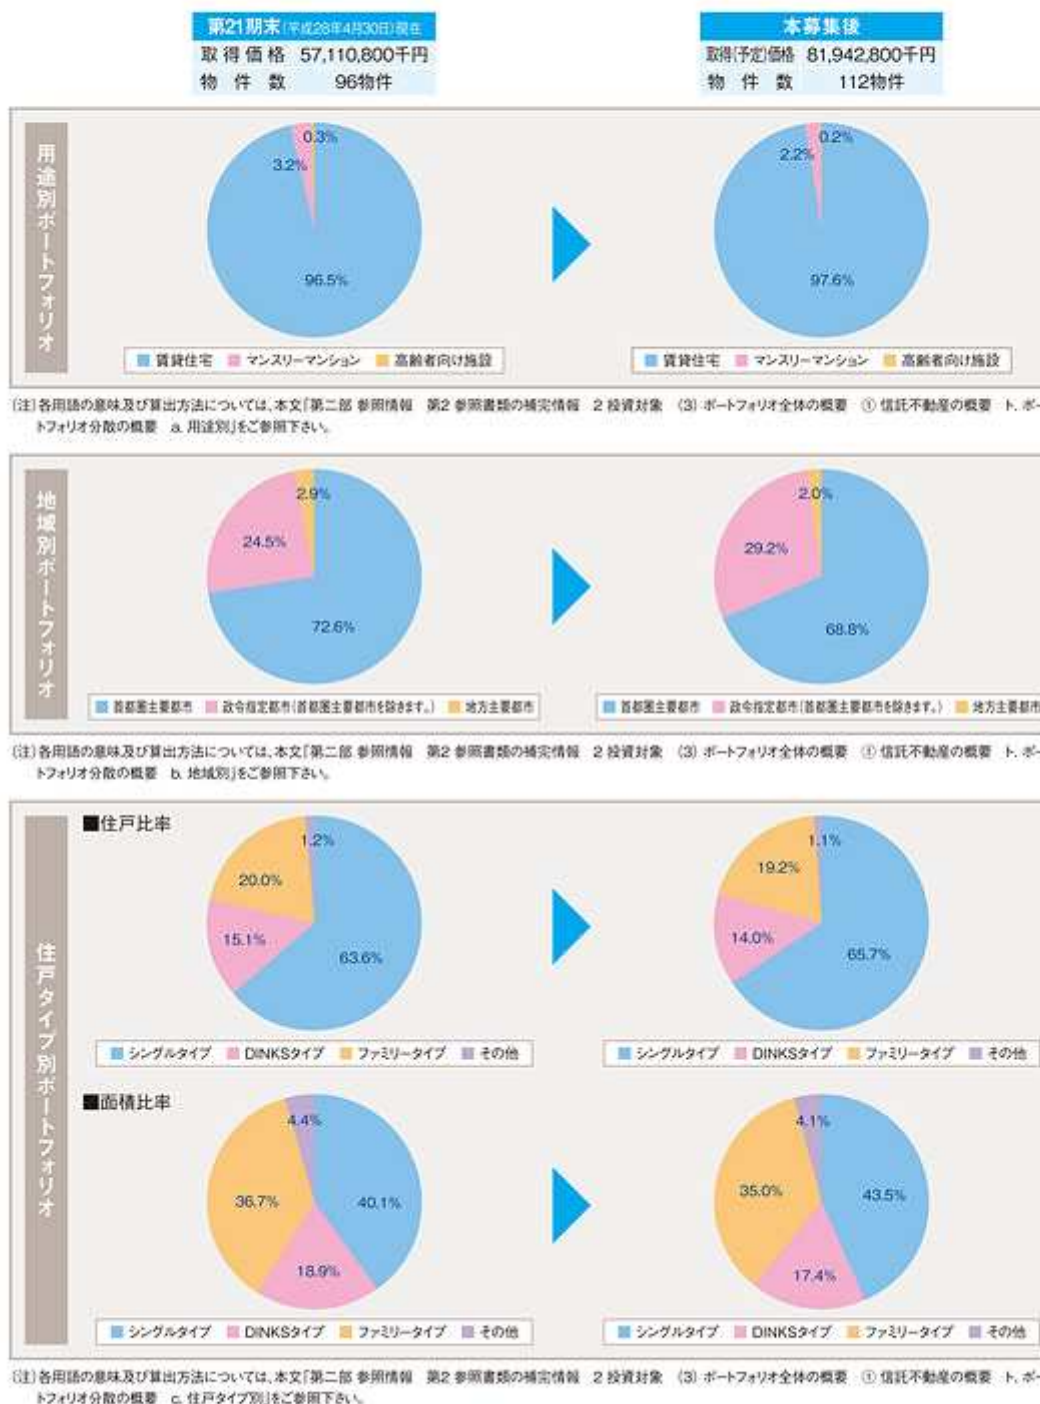 第21期末(平成28年4月30日)現在
取得価格 57,110,800千円
物件数 96物件
本募集後
取得(予定)価格 81,942,800千円
物件数 112物件
用途別ポートフォリオ
0.3%
3.2%
96.5%
賃貸住宅 マンスリーマンション 高齢者向け施設
0.2%
2.2%
97.6%
賃貸住宅 マンスリーマンション 高齢者向け施設
(注)各用語の意味及び算出方法については、本文「第二部 参照情報 第2 参照書類の補完情報 2 投資対象 (3) ポートフォリオ全体の概要 ① 信託不動産の概要 ト. ポー
トフォリオ分散の概要 a. 用途別」をご参照下さい。
地域別ポートフォリオ
2.9%
24.5%
72.6%
首都圏主要都市 政令指定都市(首都圏主要都市を除きます。) 地方主要都市
2.0%
29.2%
68.8%
首都圏主要都市 政令指定都市(首都圏主要都市を除きます。) 地方主要都市
(注)各用語の意味及び算出方法については、本文「第二部 参照情報 第2 参照書類の補完情報 2 投資対象 (3) ポートフォリオ全体の概要 ① 信託不動産の概要 ト. ポー
トフォリオ分散の概要 b. 地域別」をご参照下さい。
住戸タイプ別ポートフォリオ
■住戸比率
1.2%
20.0%
15.1%
63.6%
シングルタイプ DINKSタイプ ファミリータイプ その他
1.1%
19.2%
14.0%
65.7%
シングルタイプ DINKSタイプ ファミリータイプ その他
■面積比率
4.4%
36.7%
40.1%
18.9%
シングルタイプ DINKSタイプ ファミリータイプ その他
4.1%
35.0%
43.5%
17.4%
シングルタイプ DINKSタイプ ファミリータイプ その他
(注)各用語の意味及び算出方法については、本文「第二部 参照情報 第2 参照書類の補完情報 2 投資対象 (3) ポートフォリオ全体の概要 ① 信託不動産の概要 ト. ポー
トフォリオ分散の概要 c. 住戸タイプ別」をご参照下さい。